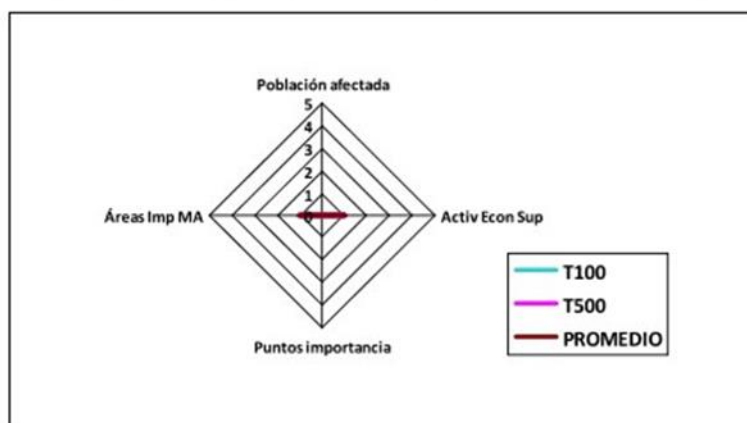 Población afectada
5
4
3
2
1
0
Áreas Imp MA
Activ Econ Sup
Puntos importancia
T100
T500
PROMEDIO